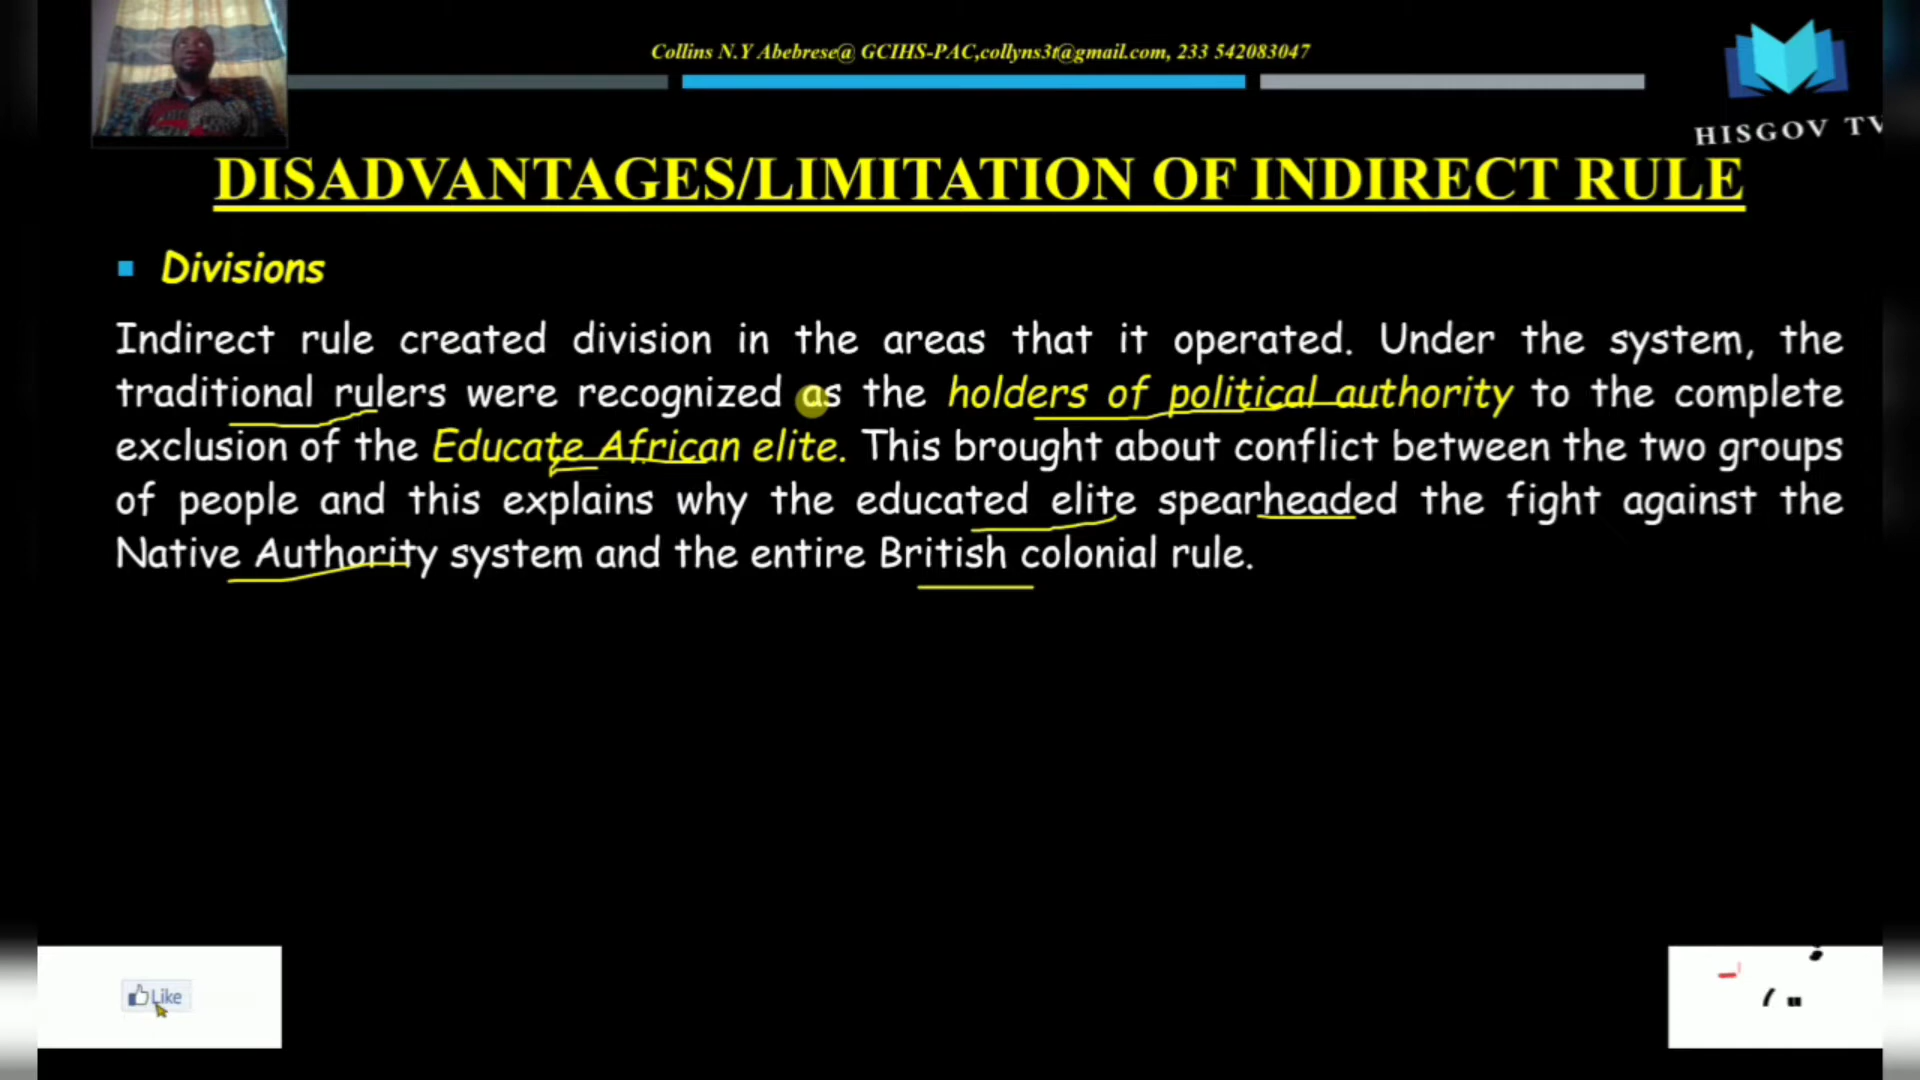 Collins N.Y Abebrese@ GCIHS-PAC,collyns3t@gmail.com, 233 542083047
HISGOV TV
DISADVANTAGES/LIMITATION OF INDIRECT RULE
Divisions
Indirect rule created division in the areas that it operated. Under the system, the
traditional rulers were recognized as the holders of political authority to the complete
exclusion of the Educate African elite. This brought about conflict between the two groups
of people and this explains why the educated elite spearheaded the fight against the
Native Authority system and the entire British colonial rule.
Like